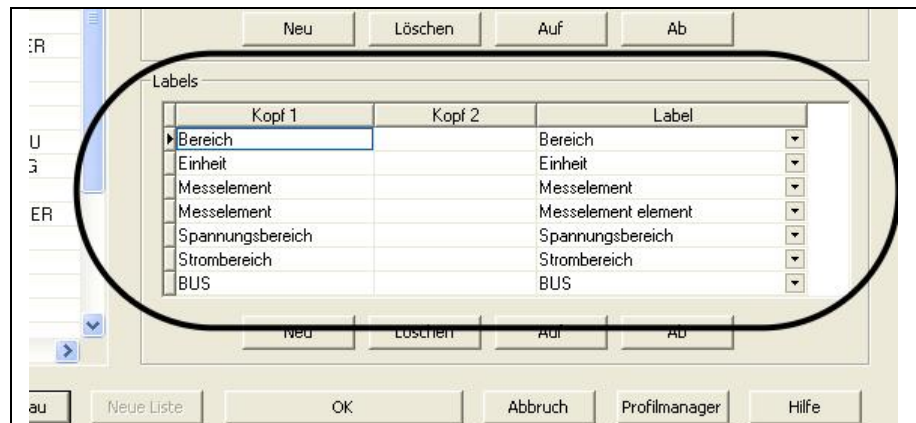 Neu Löschen Auf Ab
ER
Labels
Kopf 1 Kopf 2 Label
Bereich Bereich
U
Einheit Einheit
G
Messelement Messelement
Messelement Messelement element
ER
Spannungsbereich Spannungsbereich
Strombereich Strombereich
BUS BUS
Neu Löschen Auf Ab
au Neue Liste OK Abbruch Profilmanager Hilfe